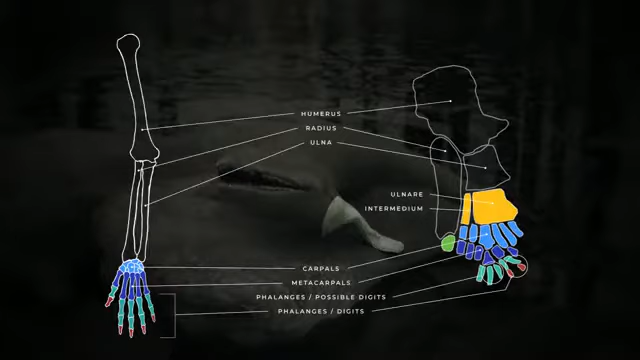 HUMERUS
RADIUS
ULNA
ULNARE
INTERMEDIUM
CARPALS
METACARPALS
PHALANGES / POSSIBLE DIGITS
PHALANGES / DIGITS